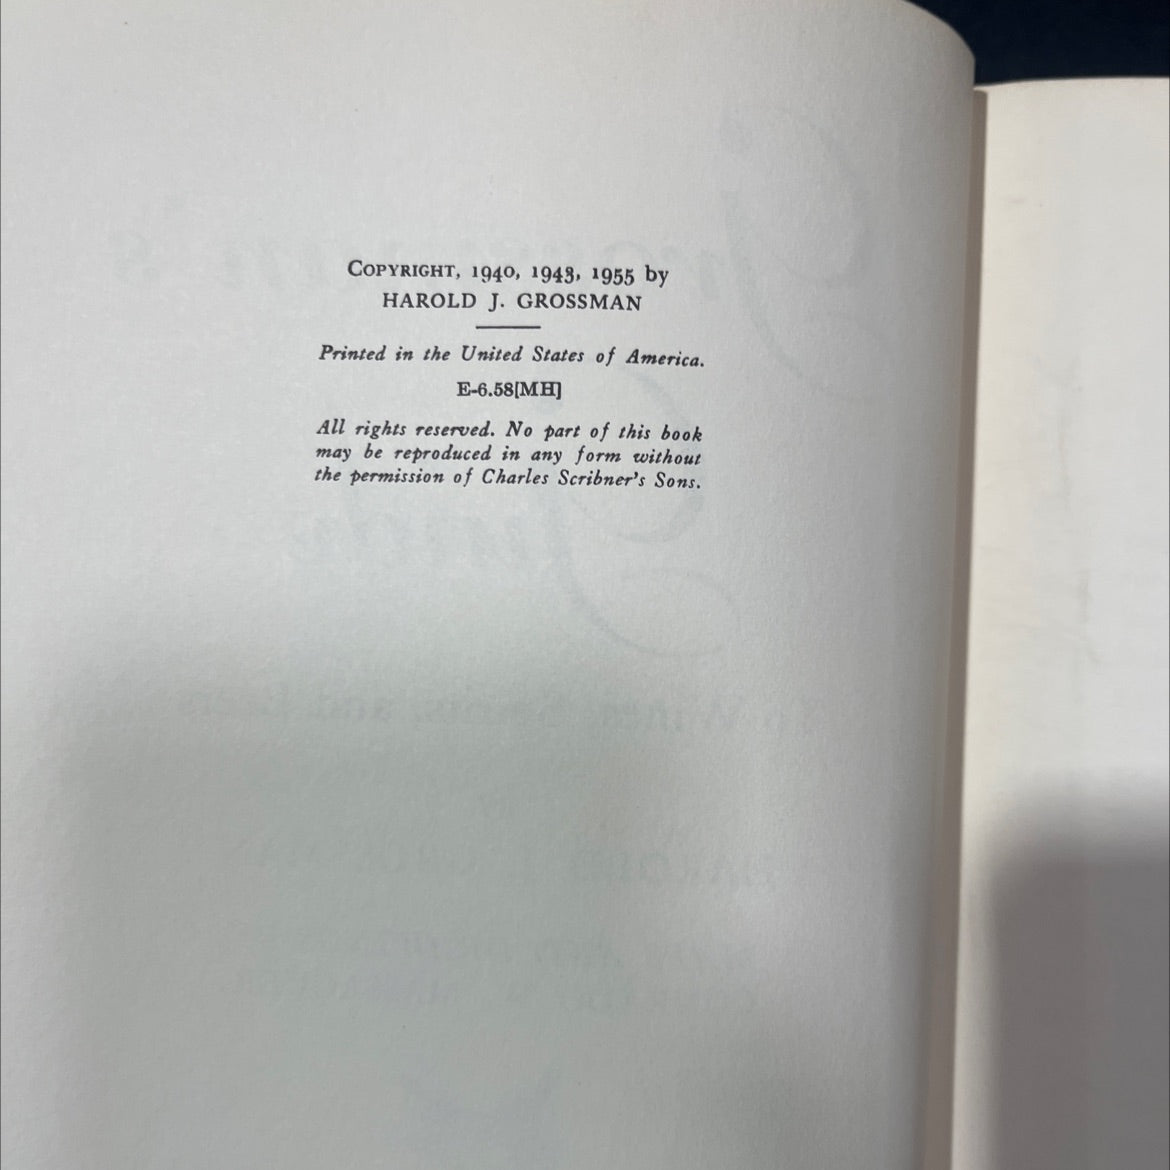 COPYRIGHT, 1940, 1943, 1955 by
HAROLD J. GROSSMAN
Printed in the United States of America.
E-6.58[MH]
All rights reserved. No part of this book
may be reproduced in any form without
the permission of Charles Scribner's Sons.